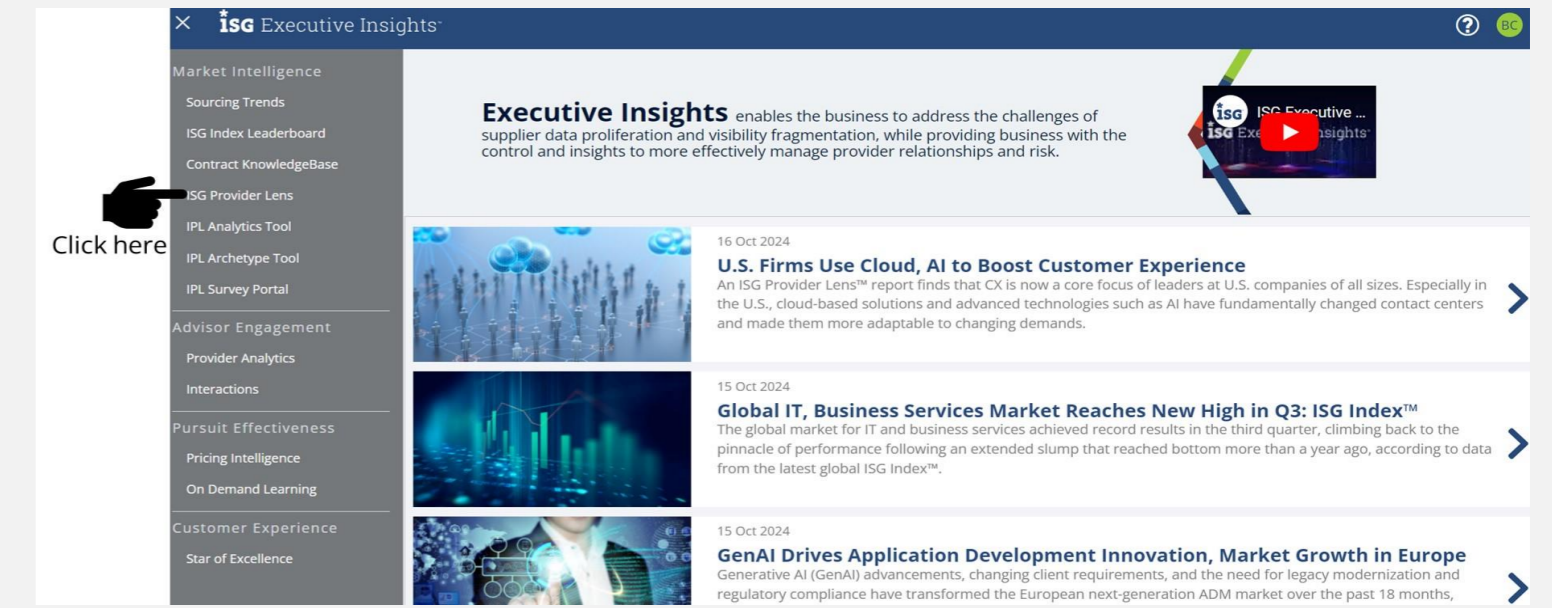 × ISG Executive Insights™
? BC
Market Intelligence
Sourcing Trends
ISG Index Leaderboard
Contract KnowledgeBase
ISG Provider Lens
IPL Analytics Tool
IPL Archetype Tool
IPL Survey Portal
Advisor Engagement
Provider Analytics
Interactions
Pursuit Effectiveness
Pricing Intelligence
On Demand Learning
Customer Experience
Star of Excellence
Click here
Executive Insights enables the business to address the challenges of
supplier data proliferation and visibility fragmentation, while providing business with the
control and insights to more effectively manage provider relationships and risk.
isg ISG Executive ...
ISG Exe nsights
16 Oct 2024
U.S. Firms Use Cloud, AI to Boost Customer Experience
An ISG Provider Lens™ report finds that CX is now a core focus of leaders at U.S. companies of all sizes. Especially in
the U.S., cloud-based solutions and advanced technologies such as AI have fundamentally changed contact centers
and made them more adaptable to changing demands.
15 Oct 2024
Global IT, Business Services Market Reaches New High in Q3: ISG Index™
The global market for IT and business services achieved record results in the third quarter, climbing back to the
pinnacle of performance following an extended slump that reached bottom more than a year ago, according to data
from the latest global ISG Index™.
15 Oct 2024
GenAI Drives Application Development Innovation, Market Growth in Europe
Generative AI (GenAI) advancements, changing client requirements, and the need for legacy modernization and
regulatory compliance have transformed the European next-generation ADM market over the past 18 months,